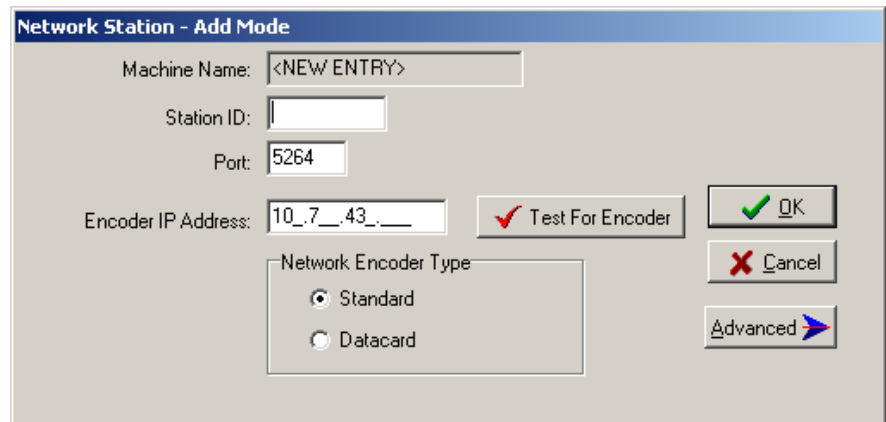 Network Station - Add Mode
Machine Name: <NEW ENTRY>
Station ID:
Port: 5264
Encoder IP Address: 10_.7__.43_.___
Test For Encoder
OK
Network Encoder Type
Cancel
Standard
Advanced
Datacard